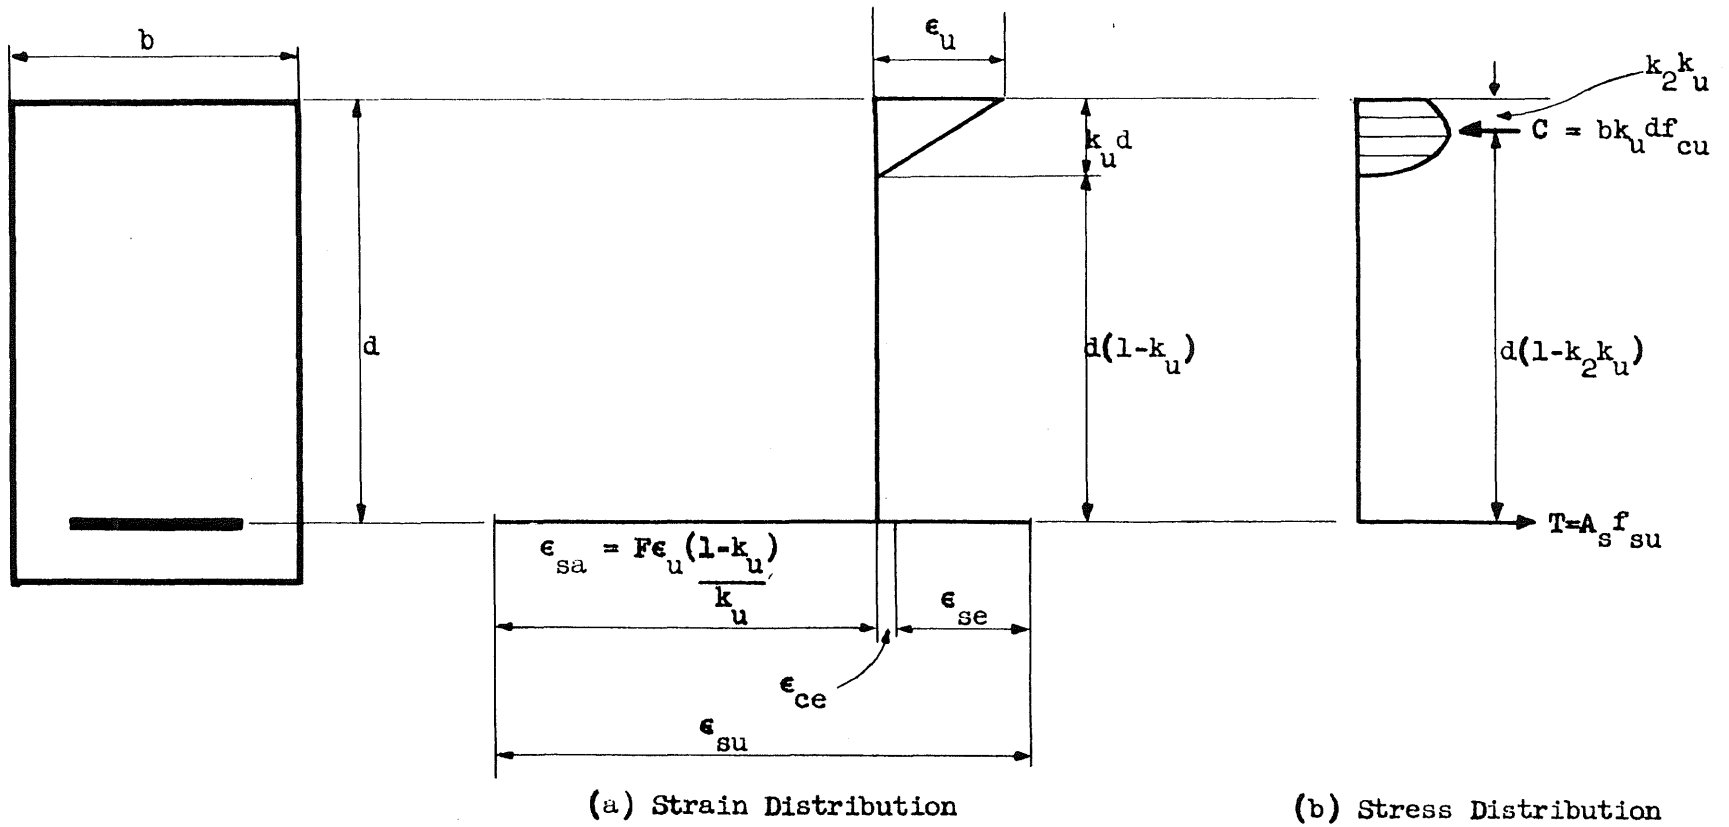 b
ϵ_u
k_2k_u
C = bk_udf_cu
k_ud
d
d(1-k_u)
d(1-k_2k_u)
T=A_sf_su
ϵ_sa = Fϵ_u(1-k_u)
k_u
ϵ_se
ϵ_ce
ϵ_su
(a) Strain Distribution
(b) Stress Distribution